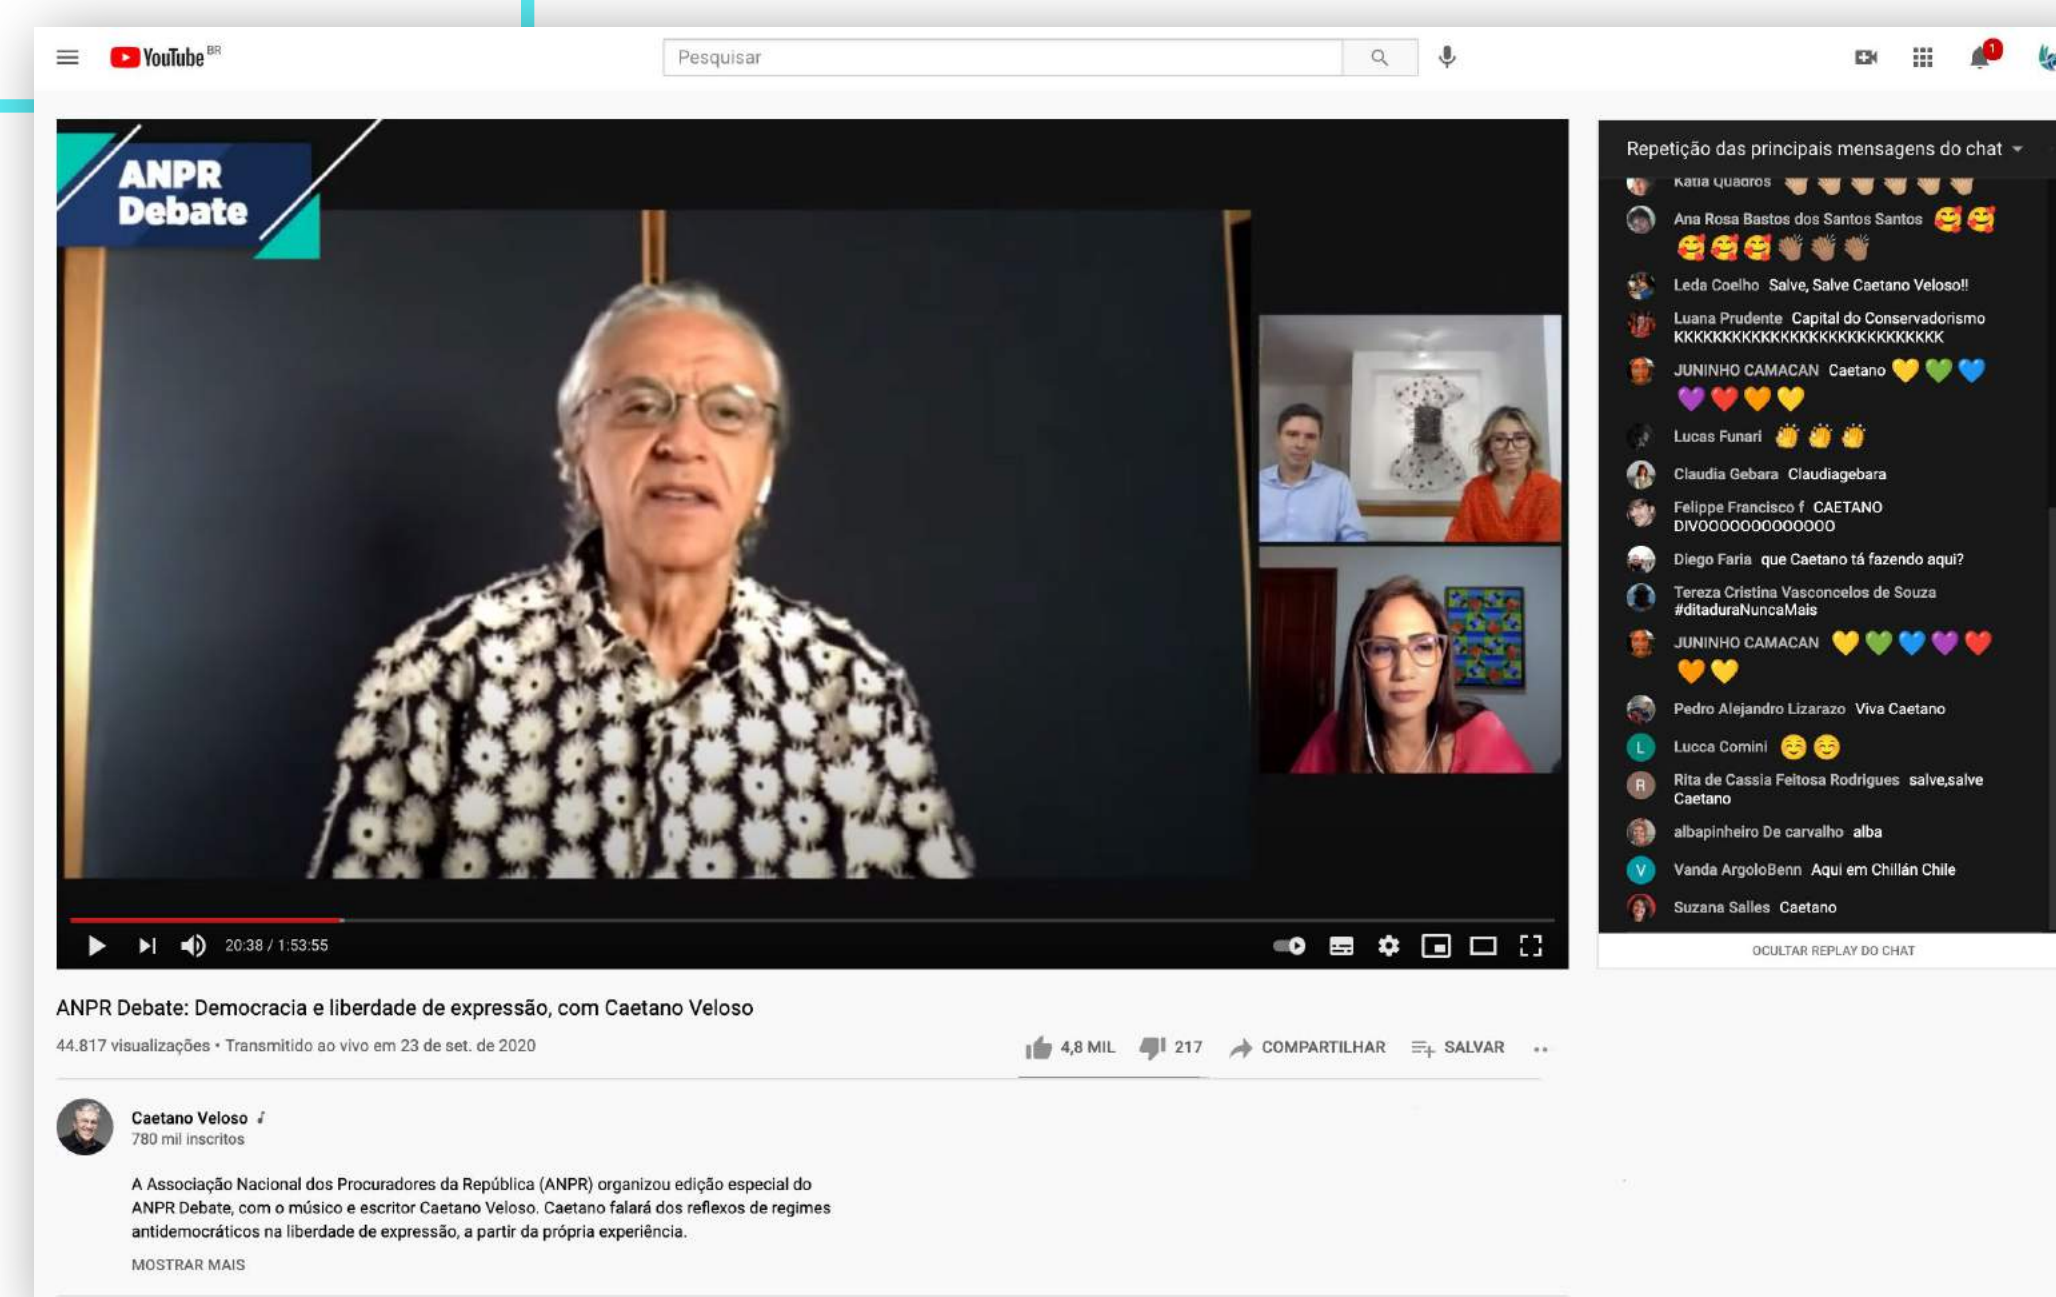 YouTube BR
Pesquisar
1
ANPR
Debate
20:38 / 1:53:55
Repetição das principais mensagens do chat
Katia Quadros 👏🏼👏🏼👏🏼👏🏼👏🏼👏🏼
Ana Rosa Bastos dos Santos Santos 🥰🥰
🥰🥰🥰👏🏽👏🏽👏🏽
Leda Coelho Salve, Salve Caetano Veloso!!
Luana Prudente Capital do Conservadorismo
KKKKKKKKKKKKKKKKKKKKKKKKKKKK
JUNINHO CAMACAN Caetano 💛💚💙
💜❤️🧡💛
Lucas Funari 👏👏👏
Claudia Gebara Claudiagebara
Felippe Francisco f CAETANO
DIVOOOOOOOOOOOOO
Diego Faria que Caetano tá fazendo aqui?
Tereza Cristina Vasconcelos de Souza
#ditaduraNuncaMais
JUNINHO CAMACAN 💛💚💙💜❤️
🧡💛
Pedro Alejandro Lizarazo Viva Caetano
L Lucca Comini ☺️☺️
R Rita de Cassia Feitosa Rodrigues salve,salve
Caetano
albapinheiro De carvalho alba
V Vanda ArgoloBenn Aqui em Chillán Chile
Suzana Salles Caetano
OCULTAR REPLAY DO CHAT
ANPR Debate: Democracia e liberdade de expressão, com Caetano Veloso
44.817 visualizações • Transmitido ao vivo em 23 de set. de 2020
4,8 MIL 217 COMPARTILHAR SALVAR
Caetano Veloso
780 mil inscritos
A Associação Nacional dos Procuradores da República (ANPR) organizou edição especial do
ANPR Debate, com o músico e escritor Caetano Veloso. Caetano falará dos reflexos de regimes
antidemocráticos na liberdade de expressão, a partir da própria experiência.
MOSTRAR MAIS